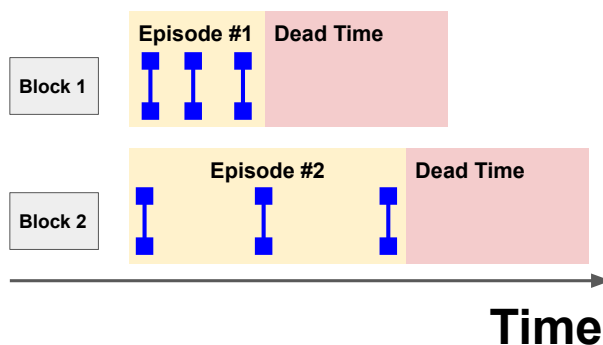 Episode #1 Dead Time
Block 1
Episode #2 Dead Time
Block 2
Time